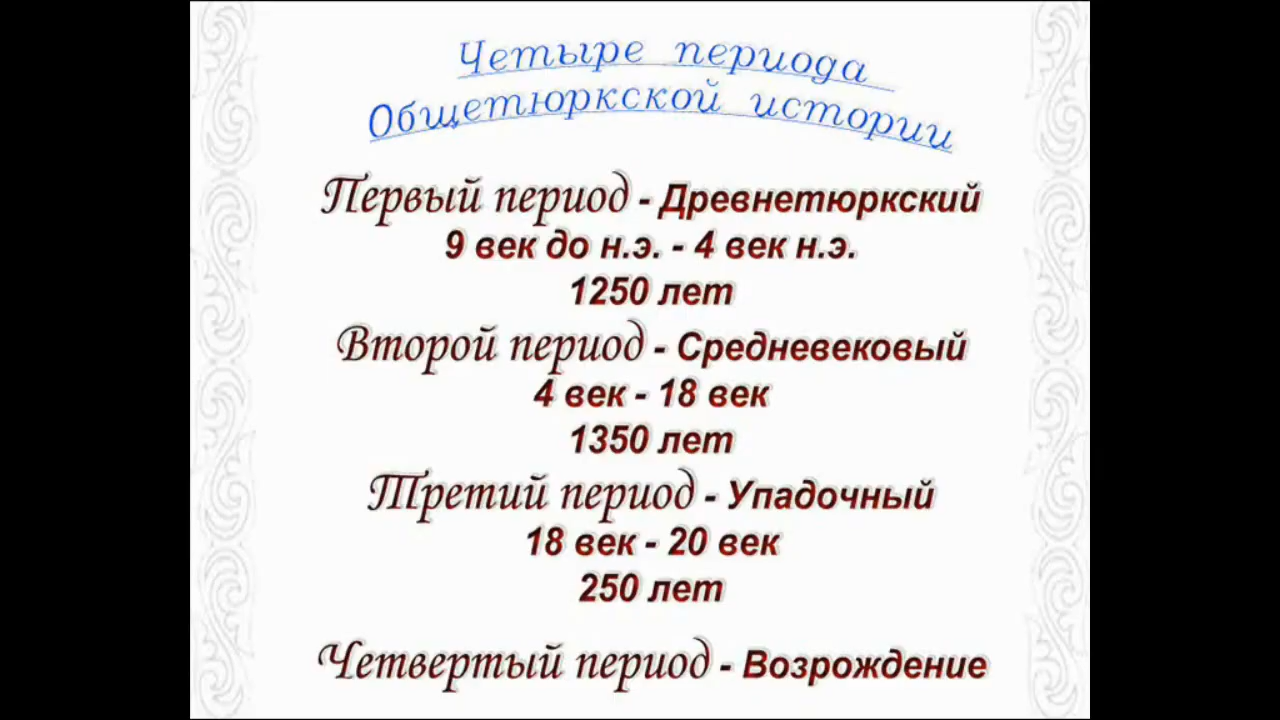 Четыре периода
Общетюркской истории
Первый период - Древнетюркский
9 век до н.э. - 4 век н.э.
1250 лет
Второй период - Средневековый
4 век - 18 век
1350 лет
Третий период - Упадочный
18 век - 20 век
250 лет
Четвертый период - Возрождение